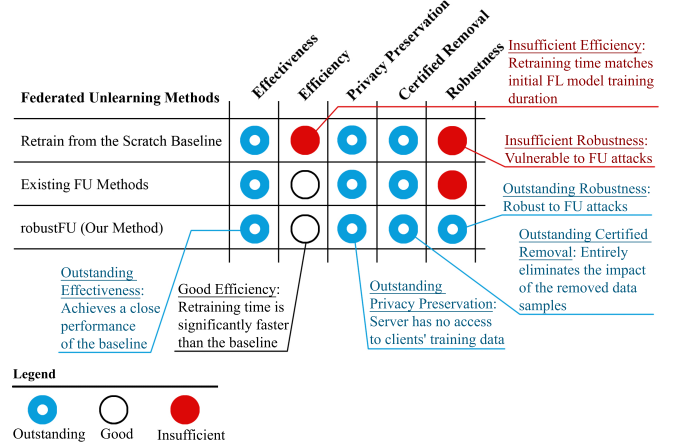 Effectiveness
Efficiency
Privacy Preservation
Certified Removal
Robustness
Insufficient Efficiency:
Retraining time matches
initial FL model training
duration
Federated Unlearning Methods
Retrain from the Scratch Baseline
Insufficient Robustness:
Vulnerable to FU attacks
Existing FU Methods
Outstanding Robustness:
Robust to FU attacks
robustFU (Our Method)
Outstanding Certified
Removal: Entirely
eliminates the impact
of the removed data
samples
Outstanding
Effectiveness:
Achieves a close
performance
of the baseline
Good Efficiency:
Retraining time is
significantly faster
than the baseline
Outstanding
Privacy Preservation:
Server has no access
to clients' training data
Legend
Outstanding
Good
Insufficient